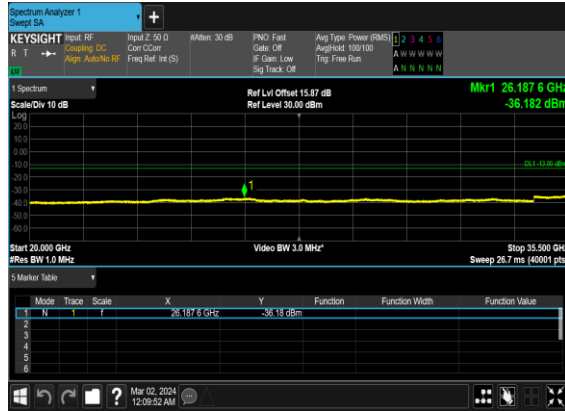 Spectrum Analyzer 1
Swept SA
+
KEYSIGHT Input: RF Input Z: 50 Ω #Atten: 30 dB PNO: Fast Avg Type: Power (RMS) 1 2 3 4 5 6
R T Coupling: DC Corr CCorr Gate: Off Avg|Hold: 100/100 A W W W W W
Align: Auto/No RF Freq Ref: Int (S) IF Gain: Low Trig: Free Run
LXI Sig Track: Off A N N N N N
1 Spectrum Ref Lvl Offset 15.87 dB Mkr1 26.187 6 GHz
Scale/Div 10 dB Ref Level 30.00 dBm -36.182 dBm
Log
20.0
10.0
0.00
-10.0 DL1 -13.00 dBm
-20.0
1
-30.0
-40.0
-50.0
-60.0
Start 20.000 GHz Video BW 3.0 MHz* Stop 35.500 GHz
#Res BW 1.0 MHz Sweep 26.7 ms (40001 pts)
5 Marker Table
Mode Trace Scale X Y Function Function Width Function Value
1 N 1 f 26.187 6 GHz -36.18 dBm
2
3
4
5
6
? Mar 02, 2024
12:09:52 AM